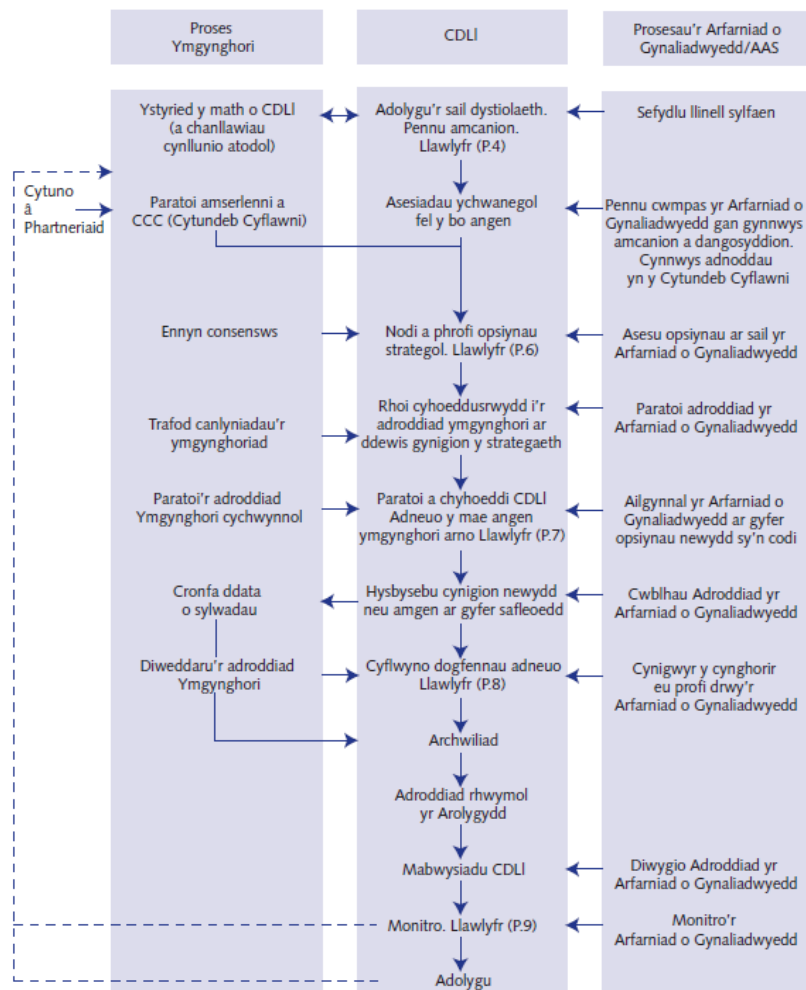 Proses
Ymgynghori
CDLl
Prosesau'r Arfarniad o
Gynaliadwyedd/AAS
Ystyried y math o CDLl
(a chanllawiau
cynllunio atodol)
Adolygu'r sail dystiolaeth.
Pennu amcanion.
Llawlyfr (P.4)
Sefydlu llinell sylfaen
Cytuno
â
Phartneriaid
Paratoi amserlenni a
CCC (Cytundeb Cyflawni)
Asesiadau ychwanegol
fel y bo angen
Pennu cwmpas yr Arfarniad o
Gynaliadwyedd gan gynnwys
amcanion a dangosyddion.
Cynnwys adnoddau
yn y Cytundeb Cyflawni
Ennyn consensws
Nodi a phrofi opsiynau
strategol. Llawlyfr (P.6)
Asesu opsiynau ar sail yr
Arfarniad o Gynaliadwyedd
Trafod canlyniadau'r
ymgynghoriad
Rhoi cyhoeddusrwydd i'r
adroddiad ymgynghori ar
ddewis gynigion y strategaeth
Paratoi adroddiad yr
Arfarniad o Gynaliadwyedd
Paratoi'r adroddiad
Ymgynghori cychwynnol
Paratoi a chyhoeddi CDLl
Adneuo y mae angen
ymgynghori arno Llawlyfr (P.7)
Ailgynnal yr Arfarniad o
Gynaliadwyedd ar gyfer
opsiynau newydd sy'n codi
Cronfa ddata
o sylwadau
Hysbysebu cynigion newydd
neu amgen ar gyfer safleoedd
Cwblhau Adroddiad yr
Arfarniad o Gynaliadwyedd
Diweddaru'r adroddiad
Ymgynghori
Cyflwyno dogfennau adneuo
Llawlyfr (P.8)
Cynigwyr y cynghorir
eu profi drwy'r
Arfarniad o Gynaliadwyedd
Archwiliad
Adroddiad rhwymol
yr Arolygydd
Mabwysiadu CDLl
Diwygio Adroddiad yr
Arfarniad o Gynaliadwyedd
Monitro. Llawlyfr (P.9)
Monitro'r
Arfarniad o Gynaliadwyedd
Adolygu